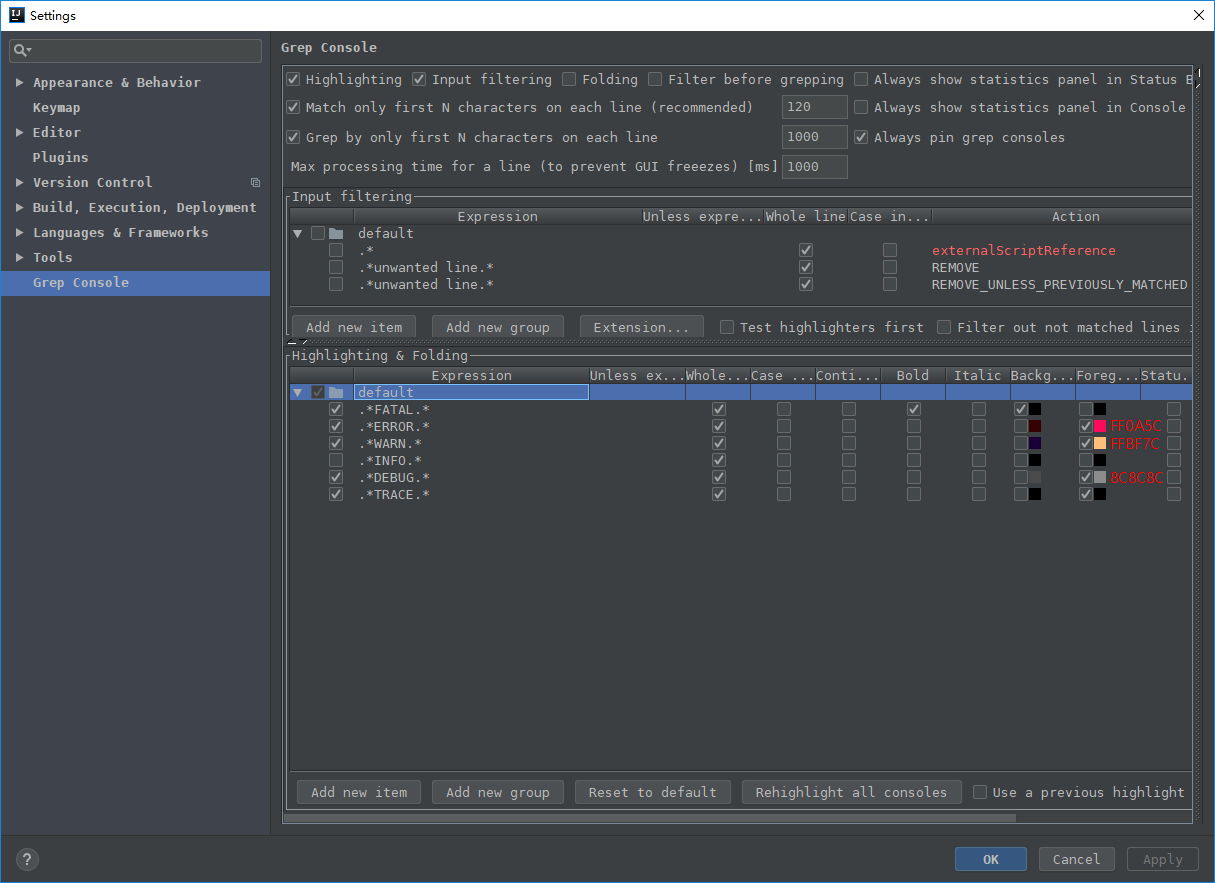 Settings
Grep Console
Appearance & Behavior
Keymap
Editor
Plugins
Version Control
Build, Execution, Deployment
Languages & Frameworks
Tools
Grep Console
Highlighting Input filtering Folding Filter before grepping Always show statistics panel in Status B
Match only first N characters on each line (recommended) 120 Always show statistics panel in Console
Grep by only first N characters on each line 1000 Always pin grep consoles
Max processing time for a line (to prevent GUI freeezes) [ms] 1000
Input filtering
Expression Unless expre... Whole line Case in... Action
default
.* externalScriptReference
.*unwanted line.* REMOVE
.*unwanted line.* REMOVE_UNLESS_PREVIOUSLY_MATCHED
Add new item Add new group Extension... Test highlighters first Filter out not matched lines
Highlighting & Folding
Expression Unless ex... Whole... Case ... Conti... Bold Italic Backg... Foreg... Statu.
default
.*FATAL.*
.*ERROR.* FF0A5C
.*WARN.* FFBF7C
.*INFO.*
.*DEBUG.* 8C8C8C
.*TRACE.*
Add new item Add new group Reset to default Rehighlight all consoles Use a previous highlight
? OK Cancel Apply